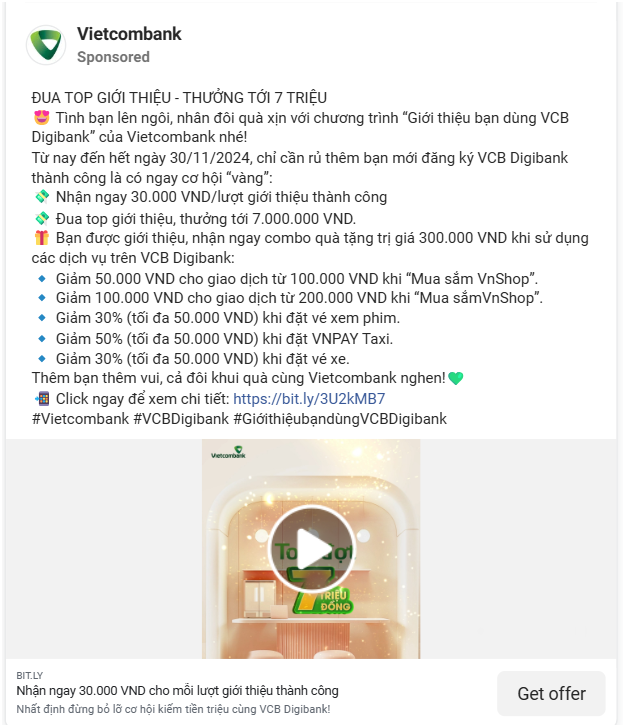 Vietcombank
Sponsored
ĐUA TOP GIỚI THIỆU - THƯỞNG TỚI 7 TRIỆU
😍 Tình bạn lên ngôi, nhân đôi quà xịn với chương trình “Giới thiệu bạn dùng VCB
Digibank” của Vietcombank nhé!
Từ nay đến hết ngày 30/11/2024, chỉ cần rủ thêm bạn mới đăng ký VCB Digibank
thành công là có ngay cơ hội “vàng”:
💸 Nhận ngay 30.000 VND/lượt giới thiệu thành công
💸 Đua top giới thiệu, thưởng tới 7.000.000 VND.
🎁 Bạn được giới thiệu, nhận ngay combo quà tặng trị giá 300.000 VND khi sử dụng
các dịch vụ trên VCB Digibank:
🔹 Giảm 50.000 VND cho giao dịch từ 100.000 VND khi “Mua sắm VnShop”.
🔹 Giảm 100.000 VND cho giao dịch từ 200.000 VND khi “Mua sắmVnShop”.
🔹 Giảm 30% (tối đa 50.000 VND) khi đặt vé xem phim.
🔹 Giảm 50% (tối đa 50.000 VND) khi đặt VNPAY Taxi.
🔹 Giảm 30% (tối đa 50.000 VND) khi đặt vé xe.
Thêm bạn thêm vui, cả đôi khui quà cùng Vietcombank nghen!💚
📲 Click ngay để xem chi tiết: https://bit.ly/3U2kMB7
#Vietcombank #VCBDigibank #GiớithiệubạndùngVCBDigibank
Vietcombank
7
TRIỆU
ĐỒNG
BIT.LY
Nhận ngay 30.000 VND cho mỗi lượt giới thiệu thành công
Nhất định đừng bỏ lỡ cơ hội kiếm tiền triệu cùng VCB Digibank!
Get offer